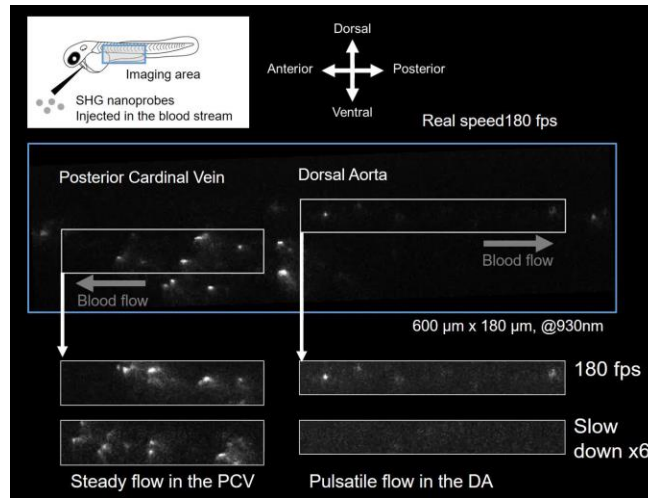 Imaging area
SHG nanoprobes
Injected in the blood stream
Dorsal
Anterior
Posterior
Ventral
Real speed180 fps
Posterior Cardinal Vein
Dorsal Aorta
Blood flow
Blood flow
600 µm x 180 µm, @930nm
180 fps
Slow
down x6
Steady flow in the PCV
Pulsatile flow in the DA